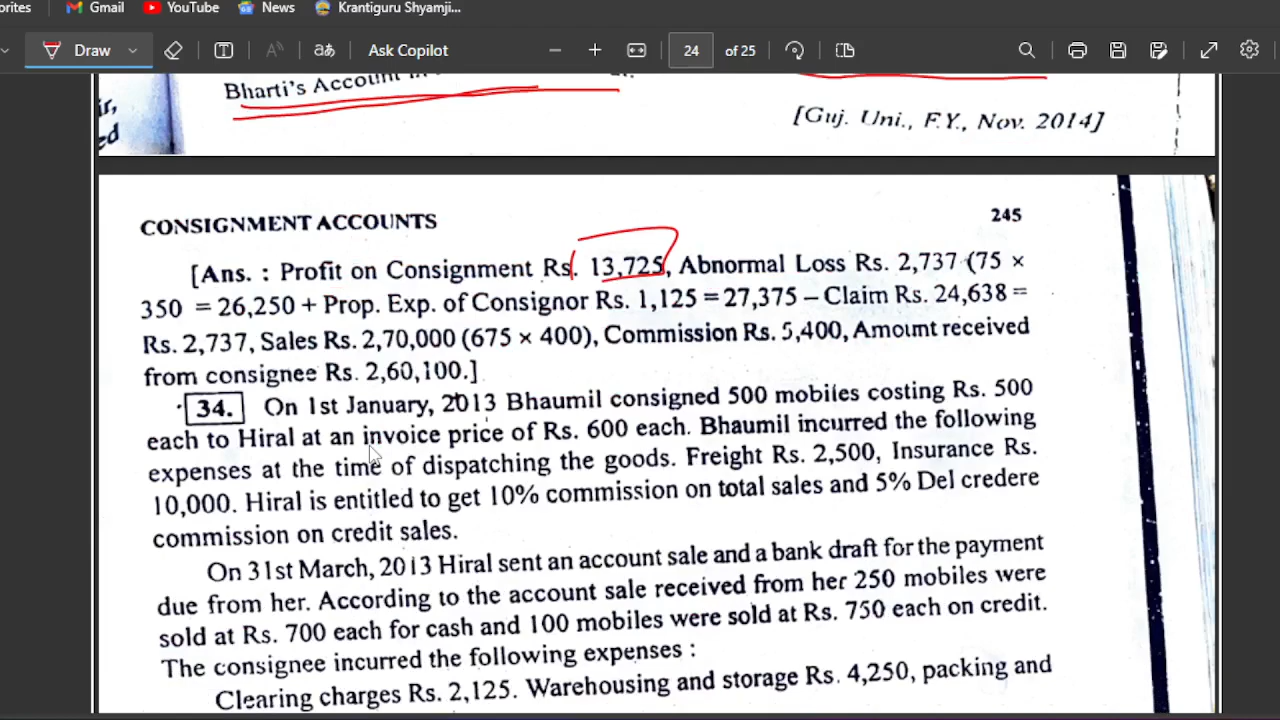 orites Gmail YouTube News Krantiguru Shyamji...
Draw Ask Copilot 24 of 25
Bharti's Account
ir,
ed
[Guj. Uni., F.Y., Nov. 2014]
CONSIGNMENT ACCOUNTS 245
[Ans. : Profit on Consignment Rs. 13,725, Abnormal Loss Rs. 2,737 (75 ×
350 = 26,250 + Prop. Exp. of Consignor Rs. 1,125 = 27,375 – Claim Rs. 24,638 =
Rs. 2,737, Sales Rs. 2,70,000 (675 × 400), Commission Rs. 5,400, Amount received
from consignee Rs. 2,60,100.]
34. On 1st January, 2013 Bhaumil consigned 500 mobiles costing Rs. 500
each to Hiral at an invoice price of Rs. 600 each. Bhaumil incurred the following
expenses at the time of dispatching the goods. Freight Rs. 2,500, Insurance Rs.
10,000. Hiral is entitled to get 10% commission on total sales and 5% Del credere
commission on credit sales.
On 31st March, 2013 Hiral sent an account sale and a bank draft for the payment
due from her. According to the account sale received from her 250 mobiles were
sold at Rs. 700 each for cash and 100 mobiles were sold at Rs. 750 each on credit.
The consignee incurred the following expenses :
Clearing charges Rs. 2,125. Warehousing and storage Rs. 4,250, packing and